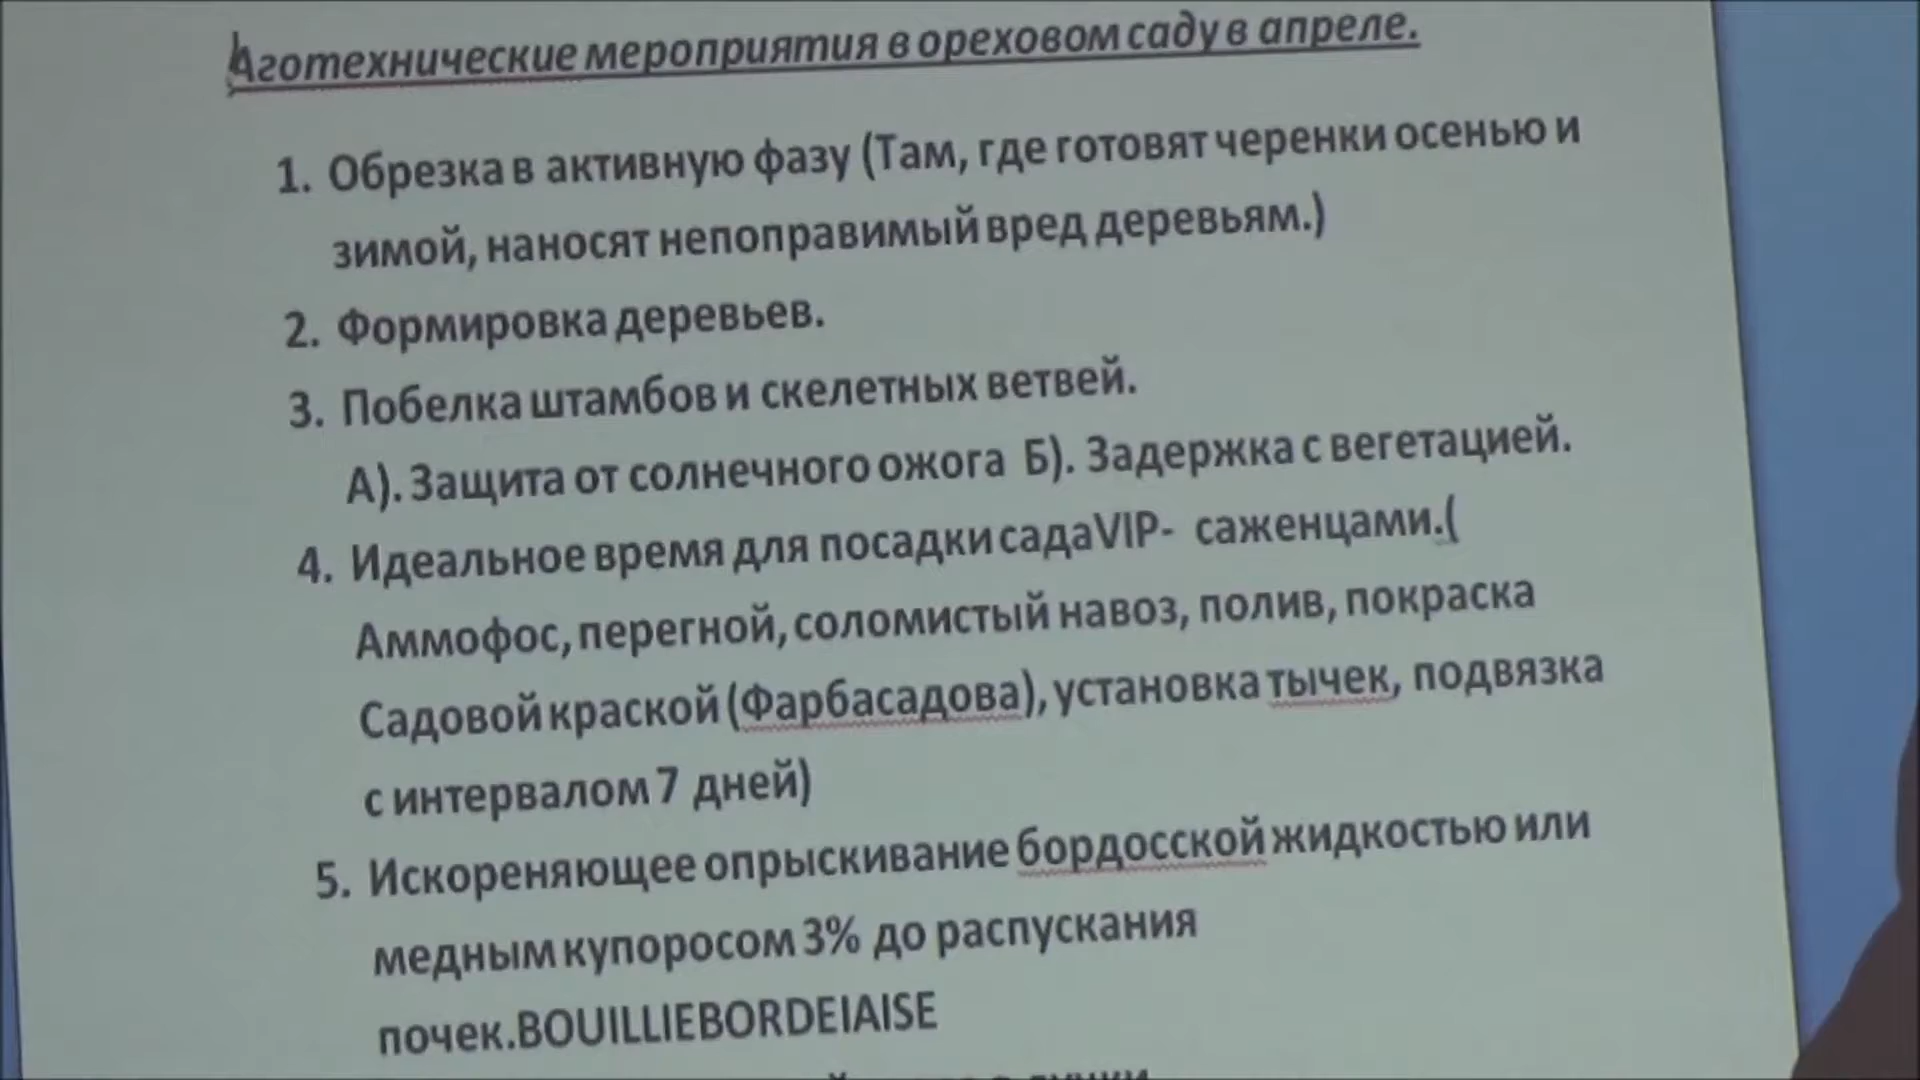 Аготехнические мероприятия в ореховом саду в апреле.
1. Обрезка в активную фазу (Там, где готовят черенки осенью и
зимой, наносят непоправимый вред деревьям.)
2. Формировка деревьев.
3. Побелка штамбов и скелетных ветвей.
А). Защита от солнечного ожога Б). Задержка с вегетацией.
4. Идеальное время для посадки садаVIP- саженцами.(
Аммофос, перегной, соломистый навоз, полив, покраска
Садовой краской (Фарбасадова), установка тычек, подвязка
с интервалом 7 дней)
5. Искореняющее опрыскивание бордосской жидкостью или
медным купоросом 3% до распускания
почек.BOUILLIEBORDEIAISE